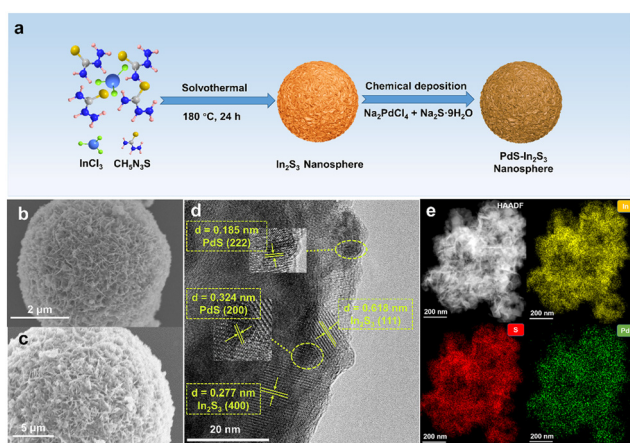 a
Solvothermal
180 °C, 24 h
Chemical deposition
Na₂PdCl₄ + Na₂S·9H₂O
InCl₃
CH₅N₃S
In₂S₃ Nanosphere
PdS-In₂S₃
Nanosphere
b
2 μm
c
5 μm
d
d = 0.185 nm
PdS (222)
d = 0.324 nm
PdS (200)
d = 0.618 nm
In₂S₃ (111)
d = 0.277 nm
In₂S₃ (400)
20 nm
e
HAADF
In
200 nm
200 nm
S
Pd
200 nm
200 nm